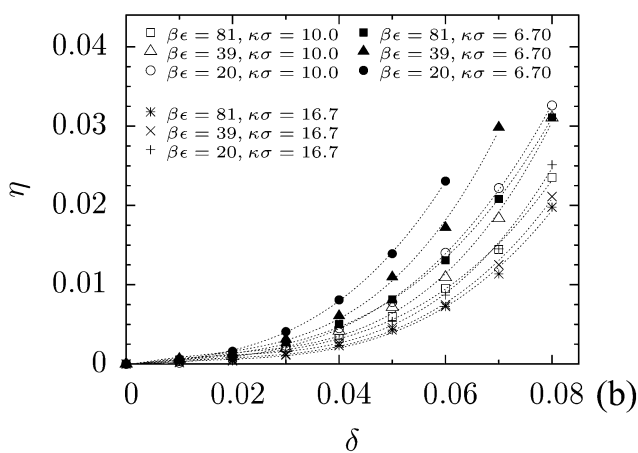 0.04
0.03
0.02
0.01
0
η
βϵ = 81, κσ = 10.0
βϵ = 39, κσ = 10.0
βϵ = 20, κσ = 10.0
βϵ = 81, κσ = 6.70
βϵ = 39, κσ = 6.70
βϵ = 20, κσ = 6.70
βϵ = 81, κσ = 16.7
βϵ = 39, κσ = 16.7
βϵ = 20, κσ = 16.7
0 0.02 0.04 0.06 0.08 (b)
δ